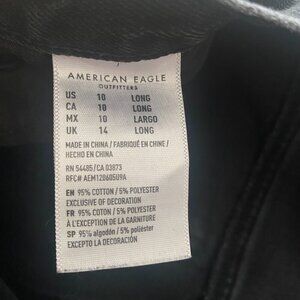 AMERICAN EAGLE
OUTFITTERS
US 10 LONG
CA 10 LONG
MX 10 LARGO
UK 14 LONG
MADE IN CHINA / FABRIQUÉ EN CHINE /
HECHO EN CHINA
RN 54485/CA 03873
RFC# AEM120605U9A
EN 95% COTTON / 5% POLYESTER
EXCLUSIVE OF DECORATION
FR 95% COTON / 5% POLYESTER
À L'EXCEPTION DE LA GARNITURE
SP 95% algodón / 5% poliéster
EXCEPTO LA DECORACIÓN